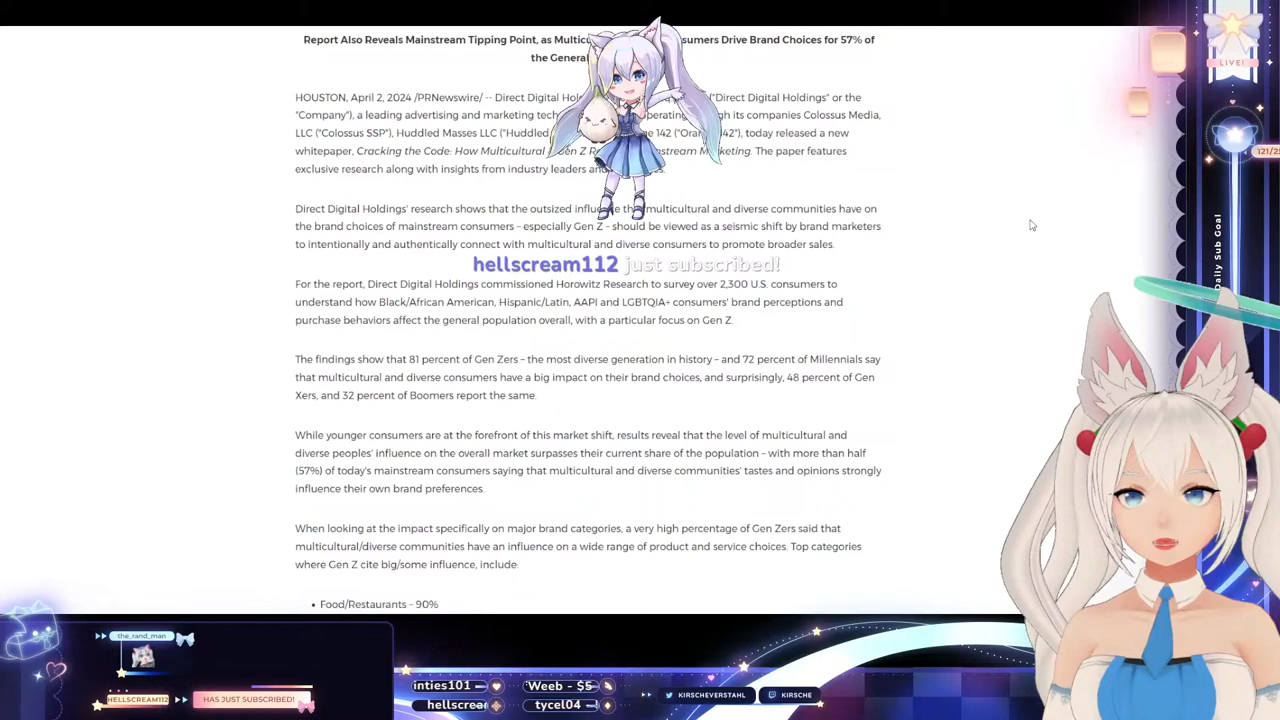 Report Also Reveals Mainstream Tipping Point, as Multicu sumers Drive Brand Choices for 57% of
the General
HOUSTON, April 2, 2024 /PRNewswire/ -- Direct Digital Hol ("Direct Digital Holdings" or the
"Company"), a leading advertising and marketing tech operating its companies Colossus Media,
LLC ("Colossus SSP"), Huddled Masses LLC ("Huddled 142 ("Oran 42"), today released a new
whitepaper, Cracking the Code: How Multicultural Gen Z R nstream Marketing. The paper features
exclusive research along with insights from industry leaders and
Direct Digital Holdings' research shows that the outsized influe tha multicultural and diverse communities have on
the brand choices of mainstream consumers – especially Gen Z – should be viewed as a seismic shift by brand marketers
to intentionally and authentically connect with multicultural and diverse consumers to promote broader sales.
hellscream112 just subscribed!
For the report, Direct Digital Holdings commissioned Horowitz Research to survey over 2,300 U.S. consumers to
understand how Black/African American, Hispanic/Latin, AAPI and LGBTQIA+ consumers' brand perceptions and
purchase behaviors affect the general population overall, with a particular focus on Gen Z.
The findings show that 81 percent of Gen Zers – the most diverse generation in history – and 72 percent of Millennials say
that multicultural and diverse consumers have a big impact on their brand choices, and surprisingly, 48 percent of Gen
Xers, and 32 percent of Boomers report the same.
While younger consumers are at the forefront of this market shift, results reveal that the level of multicultural and
diverse peoples' influence on the overall market surpasses their current share of the population – with more than half
(57%) of today's mainstream consumers saying that multicultural and diverse communities' tastes and opinions strongly
influence their own brand preferences.
When looking at the impact specifically on major brand categories, a very high percentage of Gen Zers said that
multicultural/diverse communities have an influence on a wide range of product and service choices. Top categories
where Gen Z cite big/some influence, include:
• Food/Restaurants – 90%
LIVE!
121/25
Daily Sub Goal
the_rand_man
HELLSCREAM112 HAS JUST SUBSCRIBED!
inties101
Weeb - $5
hellscrea
tycel04
KIRSCHEVERSTAHL
KIRSCHE